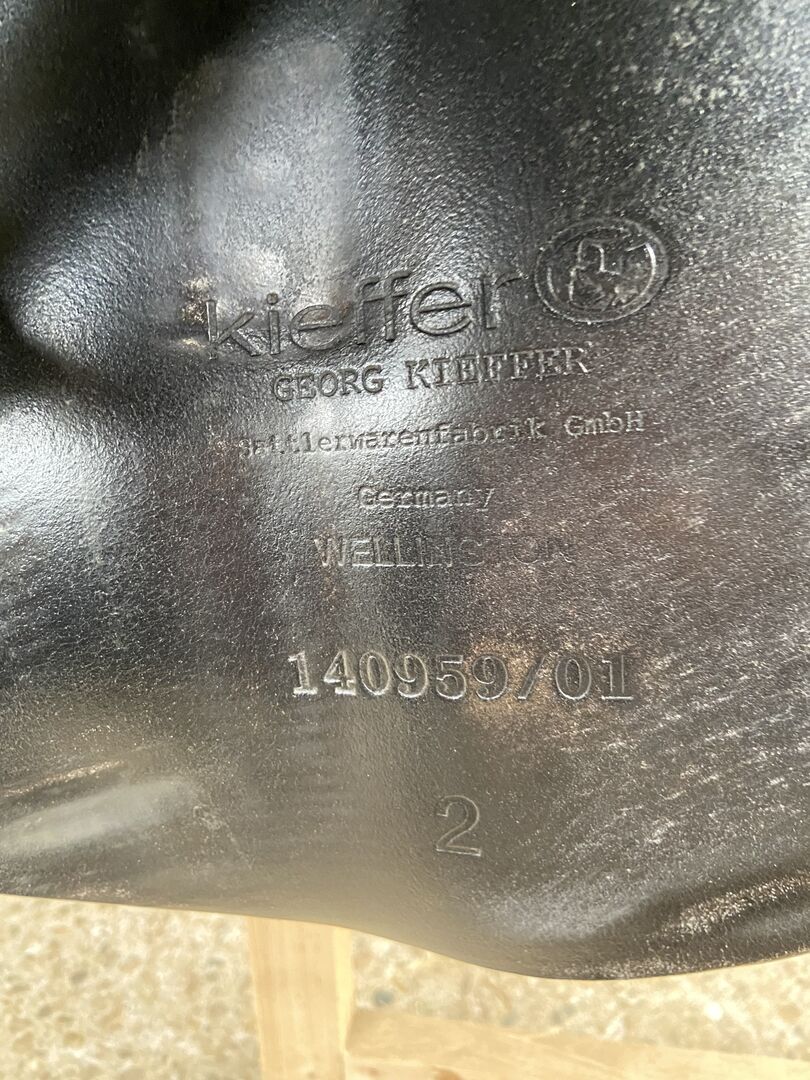 kieffer
GEORG KIEFFER
Sattlerwarenfabrik GmbH
Germany
WELLINGTON
140959/01
2